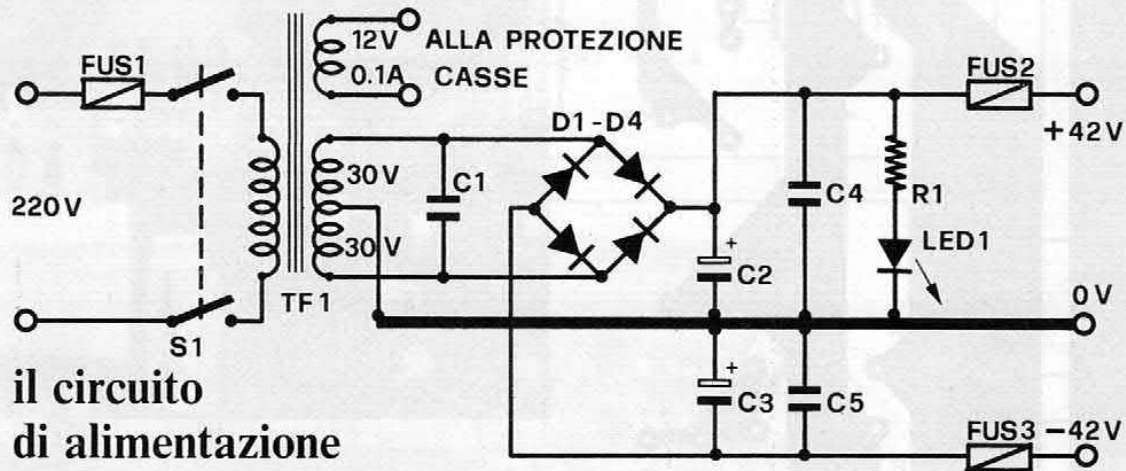 12V ALLA PROTEZIONE
0.1A CASSE
FUS1
FUS2
+42V
D1-D4
220V
30V
30V
C1
C4
R1
LED1
+
C2
TF1
0V
S1
+
C3
C5
FUS3 -42V
il circuito
di alimentazione